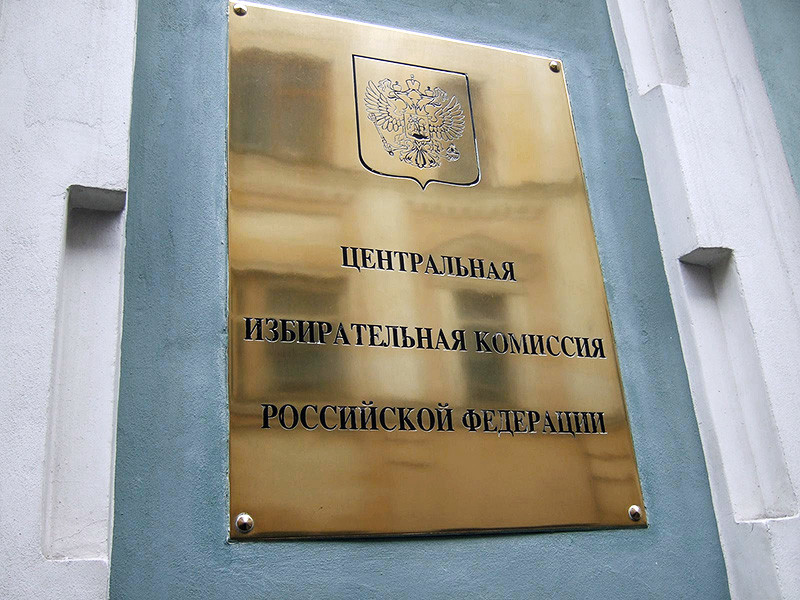 ЦЕНТРАЛЬНАЯ
ИЗБИРАТЕЛЬНАЯ КОМИССИЯ
РОССИЙСКОЙ ФЕДЕРАЦИИ